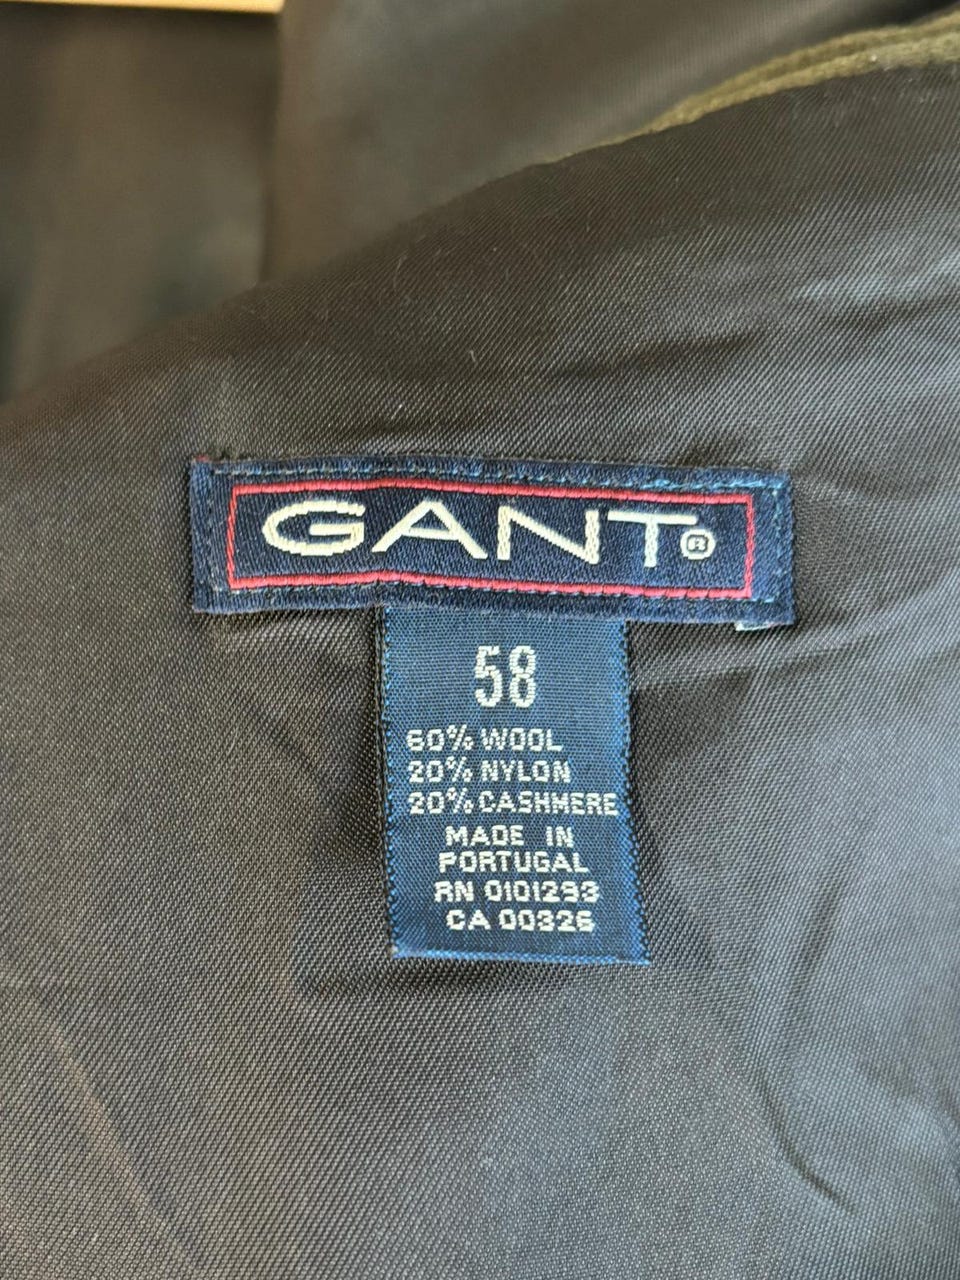 GANT®
58
60% WOOL
20% NYLON
20% CASHMERE
MADE IN
PORTUGAL
RN 0101293
CA 00326